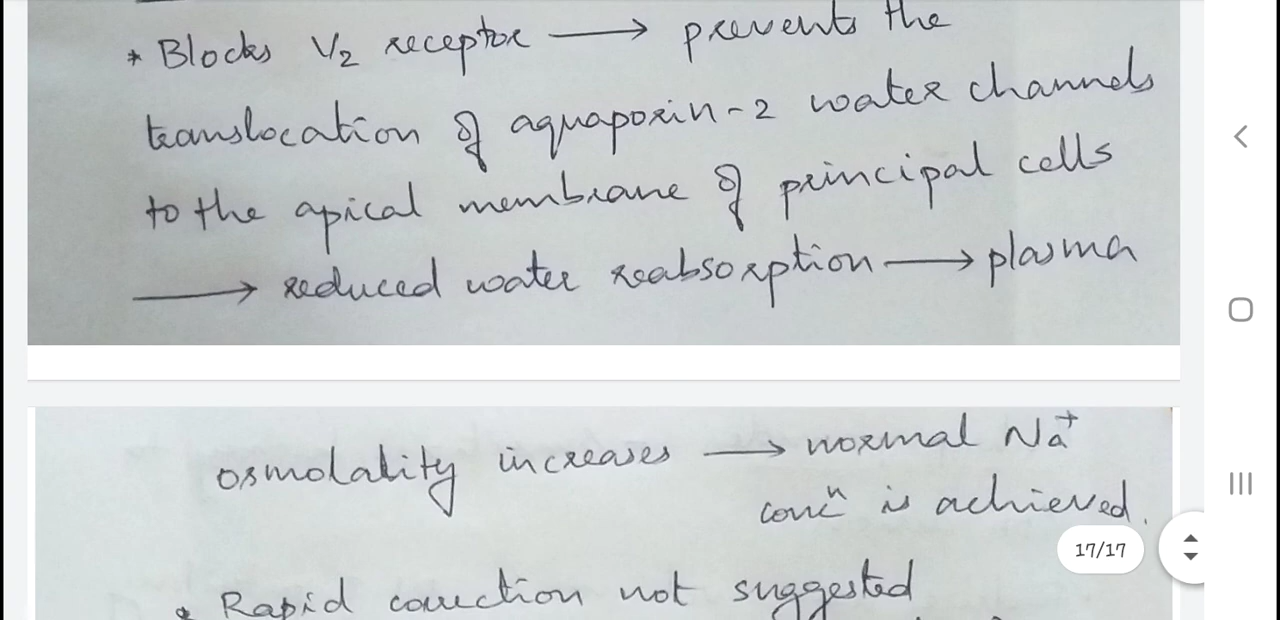 * Blocks V2 receptor ⟶ prevents the
translocation of aquaporin-2 water channels
to the apical membrane of principal cells
⟶ reduced water reabsorption ⟶ plasma
osmolality increases ⟶ normal Na+
concn is achieved.
17/17
* Rapid correction not suggested